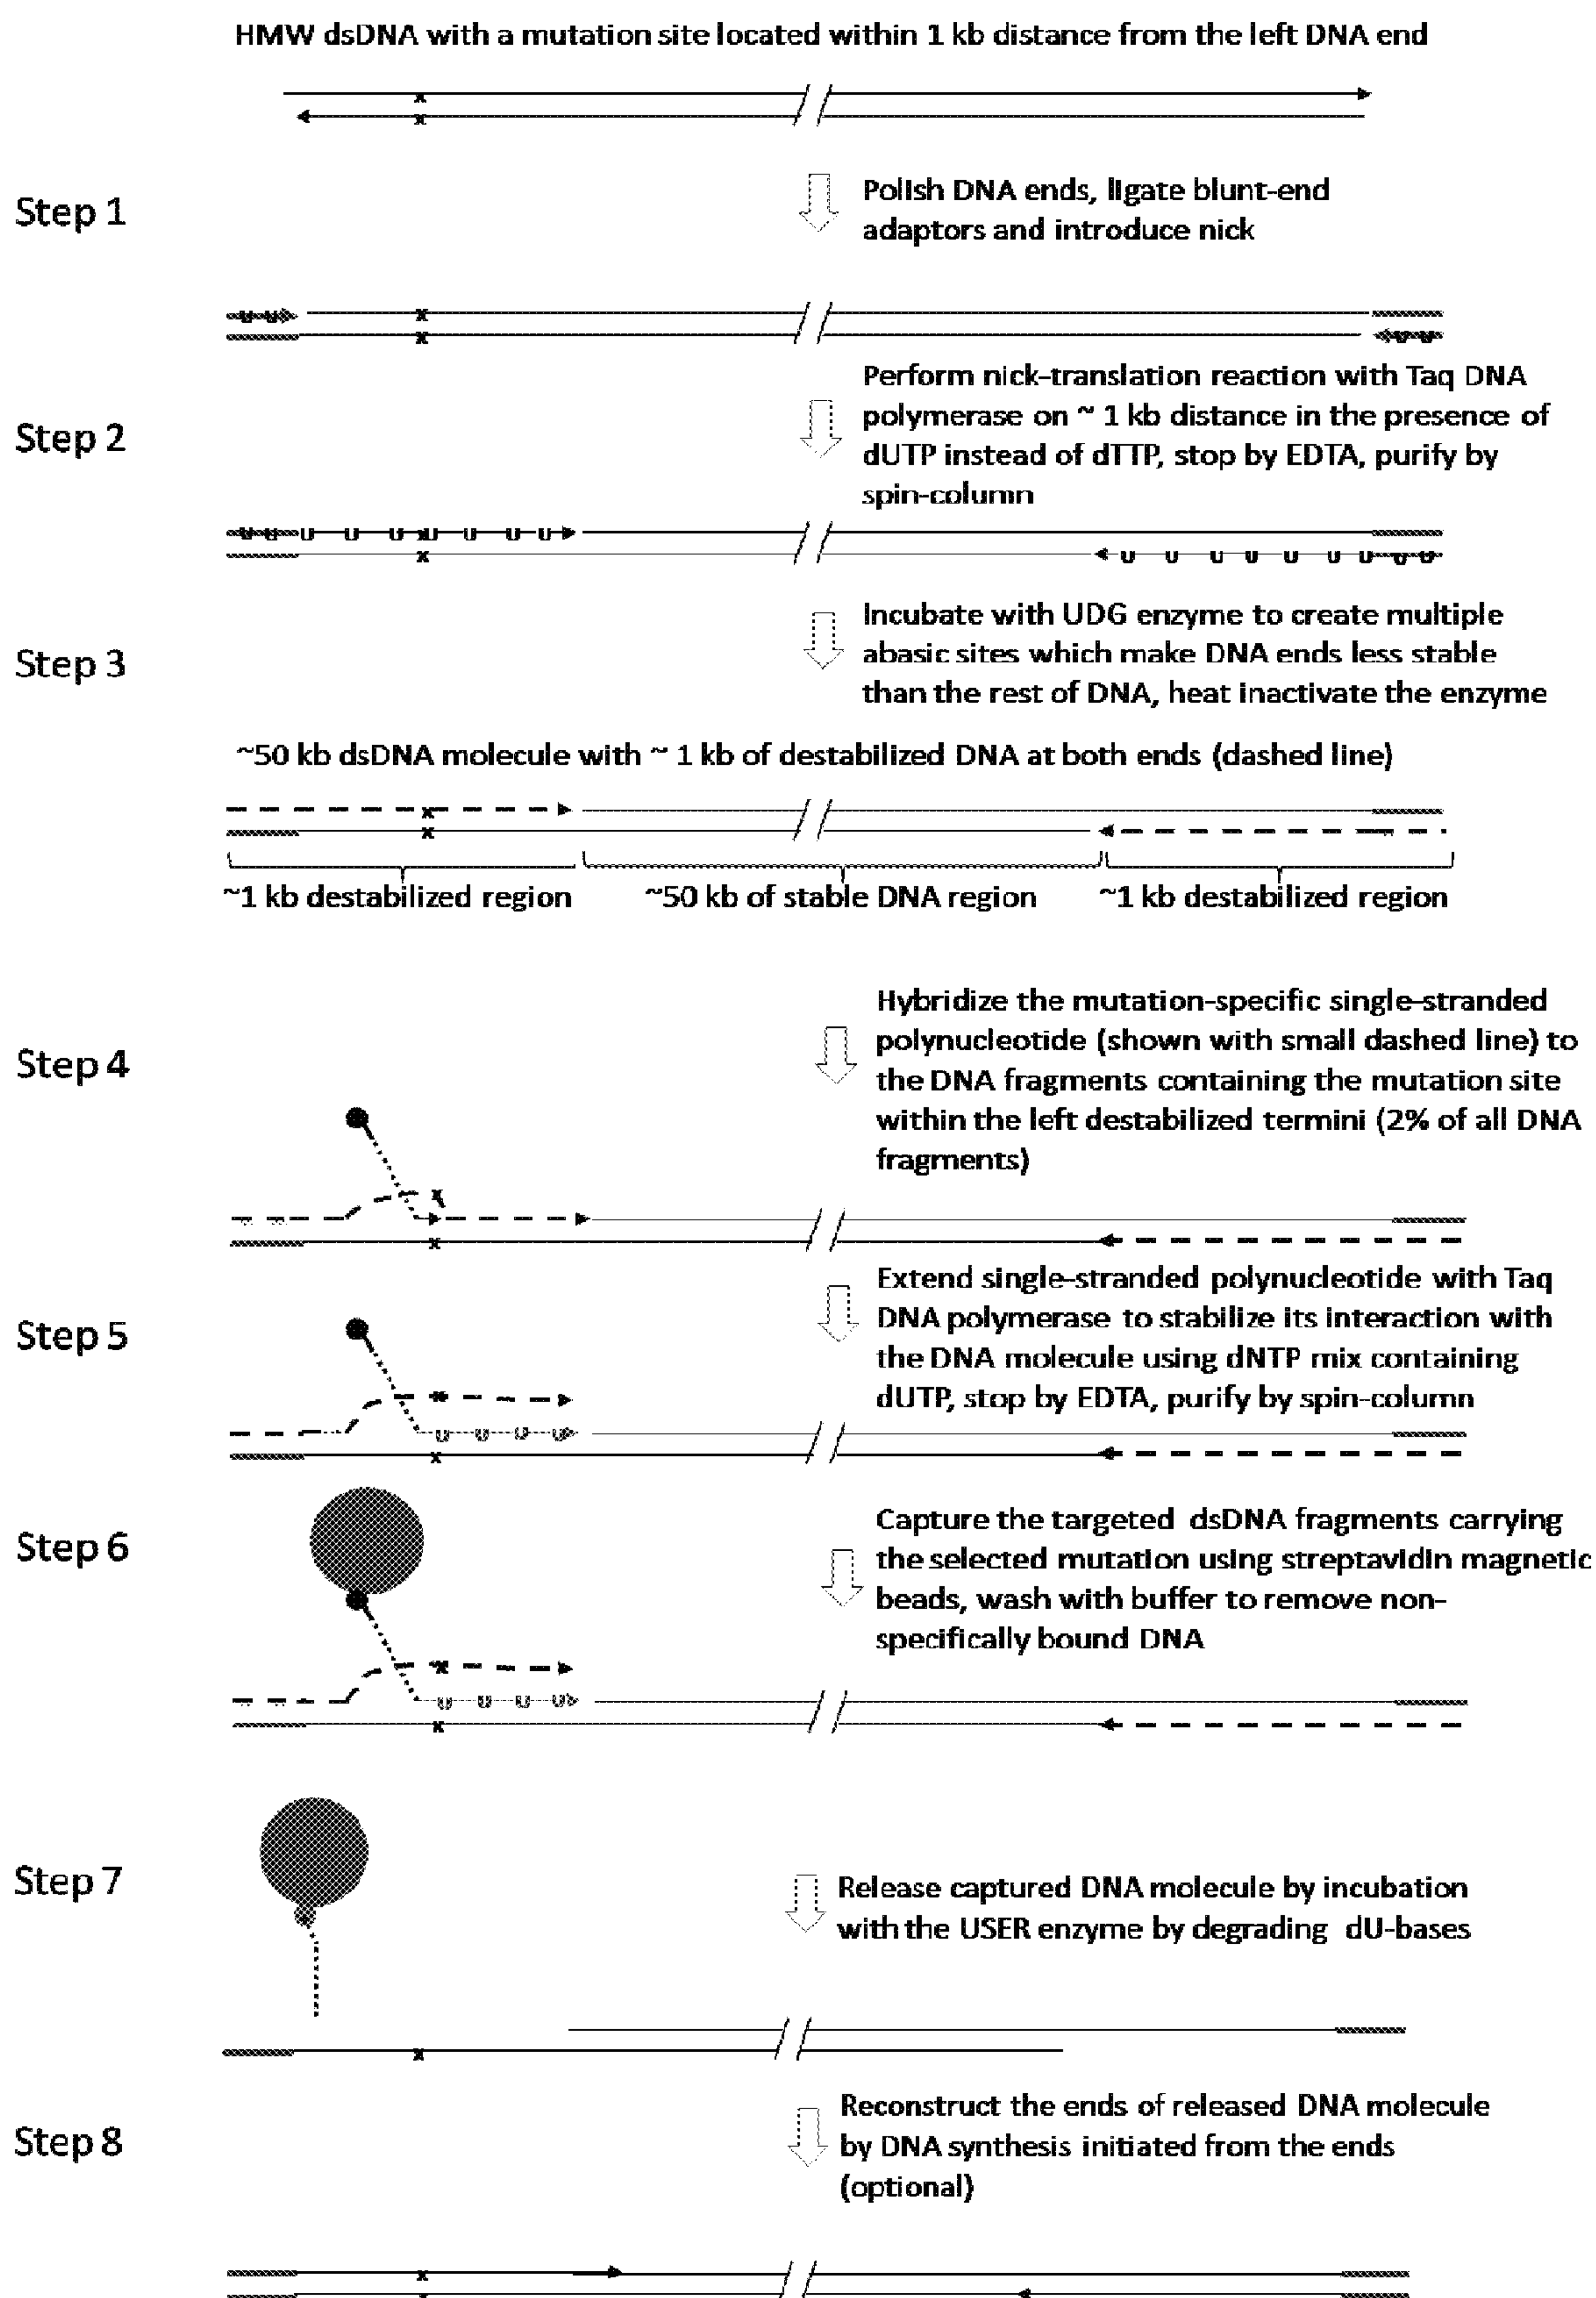 HMW dsDNA with a mutation site located within 1 kb distance from the left DNA end
x
x
Step 1
Polish DNA ends, ligate blunt-end
adaptors and introduce nick
U U
x
x
U U
Step 2
Perform nick-translation reaction with Taq DNA
polymerase on ~ 1 kb distance in the presence of
dUTP instead of dTTP, stop by EDTA, purify by
spin-column
U U U U U x U U U U
x
U U U U U U U U U
Step 3
Incubate with UDG enzyme to create multiple
abasic sites which make DNA ends less stable
than the rest of DNA, heat inactivate the enzyme
~50 kb dsDNA molecule with ~ 1 kb of destabilized DNA at both ends (dashed line)
x
x
~1 kb destabilized region ~50 kb of stable DNA region ~1 kb destabilized region
Step 4
Hybridize the mutation-specific single-stranded
polynucleotide (shown with small dashed line) to
the DNA fragments containing the mutation site
within the left destabilized termini (2% of all DNA
fragments)
x
x
Step 5
Extend single-stranded polynucleotide with Taq
DNA polymerase to stabilize its interaction with
the DNA molecule using dNTP mix containing
dUTP, stop by EDTA, purify by spin-column
x
U U U U
x
Step 6
Capture the targeted dsDNA fragments carrying
the selected mutation using streptavidin magnetic
beads, wash with buffer to remove non-
specifically bound DNA
x
U U U U
x
Step 7
Release captured DNA molecule by incubation
with the USER enzyme by degrading dU-bases
x
Step 8
Reconstruct the ends of released DNA molecule
by DNA synthesis initiated from the ends
(optional)
x
x